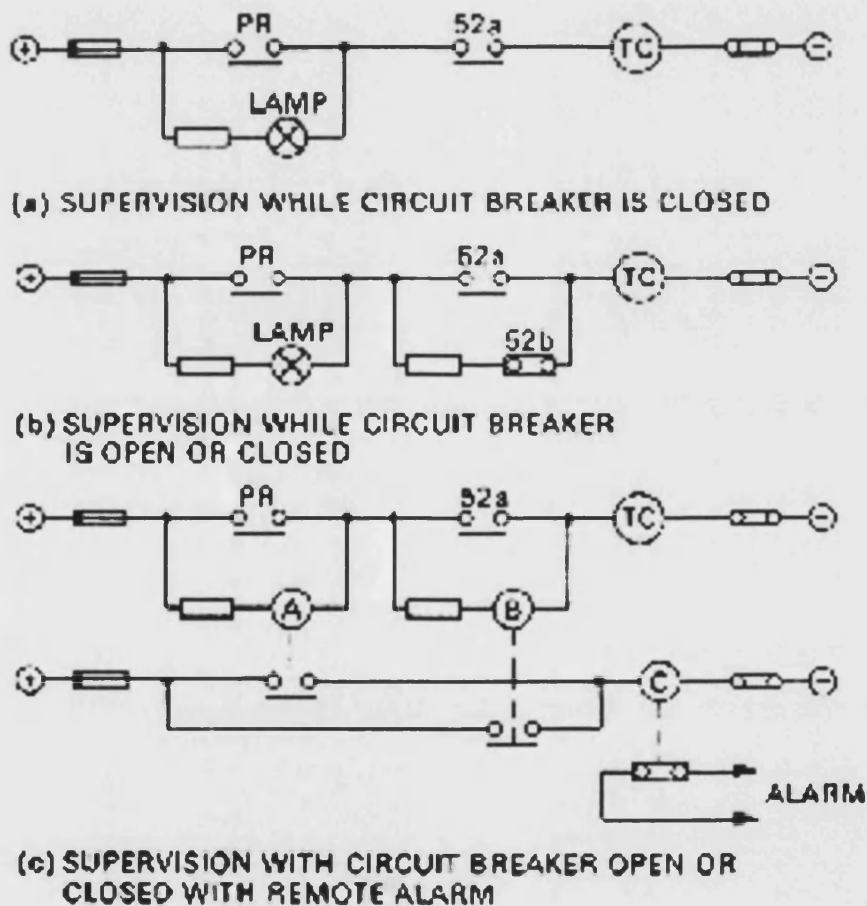 PR 52a
+ TC −
LAMP
(a) SUPERVISION WHILE CIRCUIT BREAKER IS CLOSED
PR 52a
+ TC −
LAMP 52b
(b) SUPERVISION WHILE CIRCUIT BREAKER
IS OPEN OR CLOSED
PR 52a
+ TC −
A B
+ C −
ALARM
(c) SUPERVISION WITH CIRCUIT BREAKER OPEN OR
CLOSED WITH REMOTE ALARM